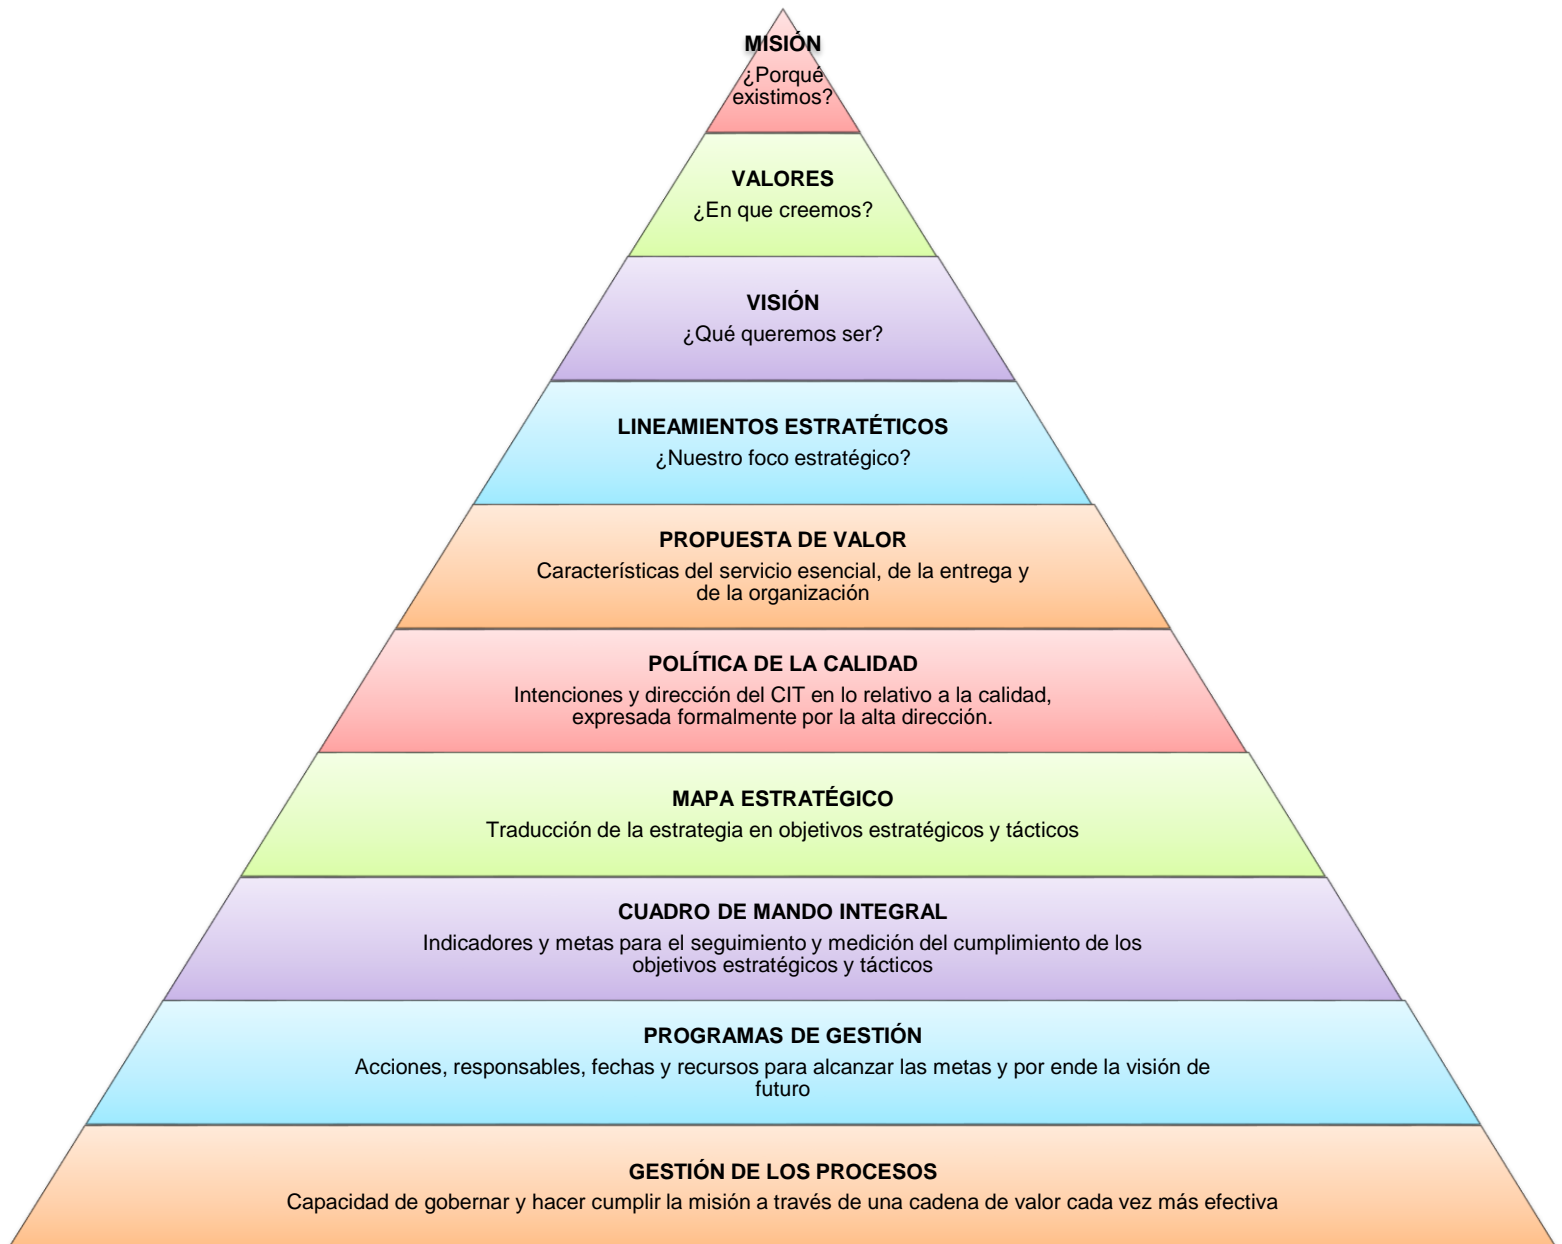 MISIÓN
¿Porqué
existimos?
VALORES
¿En que creemos?
VISIÓN
¿Qué queremos ser?
LINEAMIENTOS ESTRATÉTICOS
¿Nuestro foco estratégico?
PROPUESTA DE VALOR
Características del servicio esencial, de la entrega y
de la organización
POLÍTICA DE LA CALIDAD
Intenciones y dirección del CIT en lo relativo a la calidad,
expresada formalmente por la alta dirección.
MAPA ESTRATÉGICO
Traducción de la estrategia en objetivos estratégicos y tácticos
CUADRO DE MANDO INTEGRAL
Indicadores y metas para el seguimiento y medición del cumplimiento de los
objetivos estratégicos y tácticos
PROGRAMAS DE GESTIÓN
Acciones, responsables, fechas y recursos para alcanzar las metas y por ende la visión de
futuro
GESTIÓN DE LOS PROCESOS
Capacidad de gobernar y hacer cumplir la misión a través de una cadena de valor cada vez más efectiva